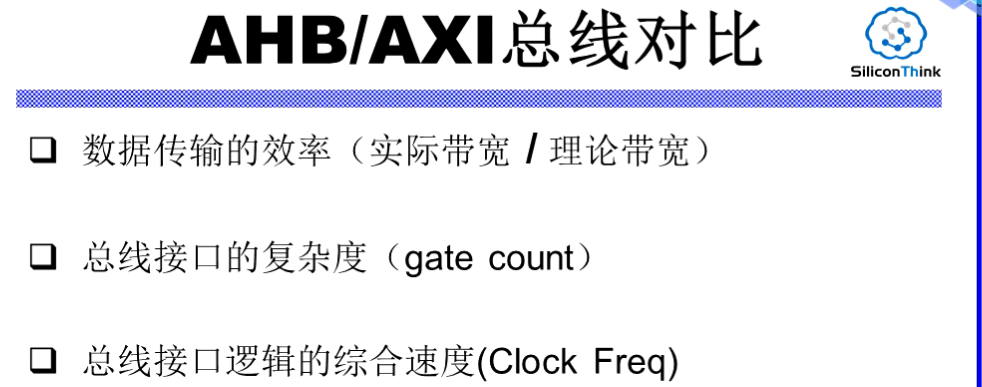 AHB/AXI总线对比
SiliconThink
数据传输的效率（实际带宽 / 理论带宽）
总线接口的复杂度（gate count）
总线接口逻辑的综合速度(Clock Freq)